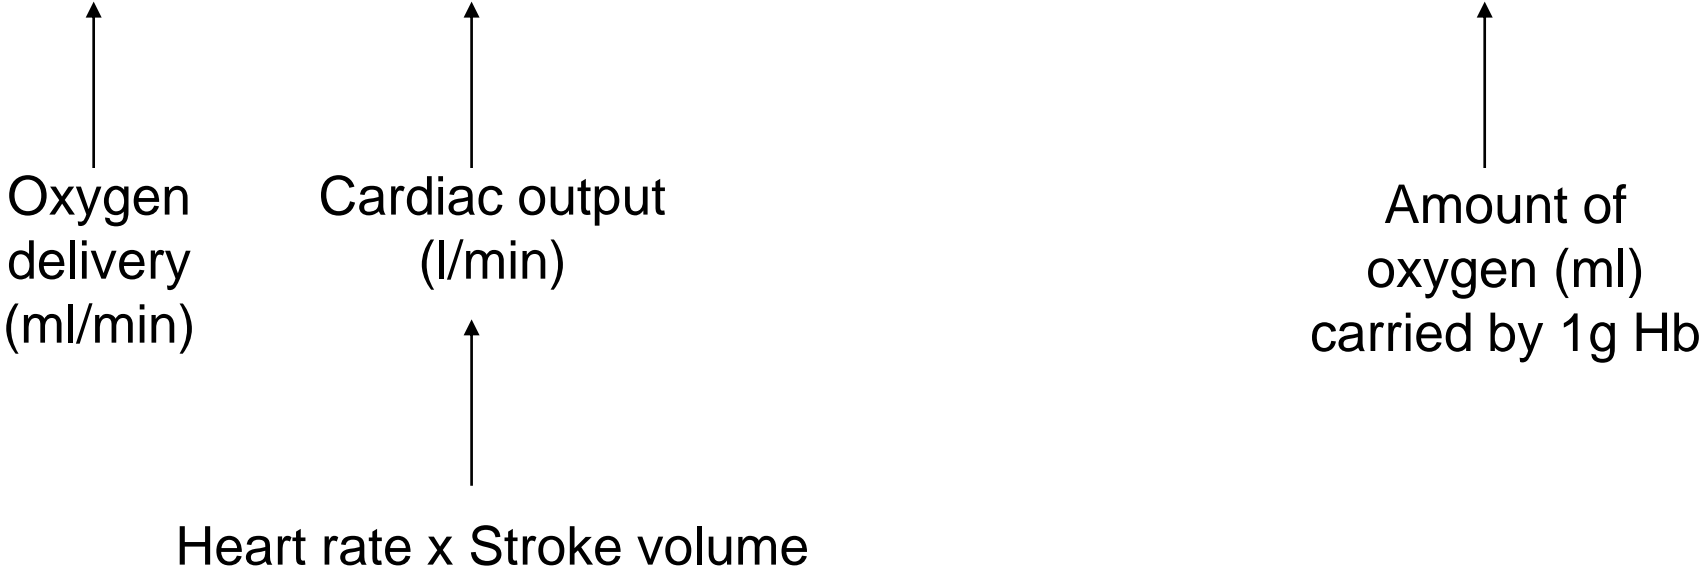 Oxygen
delivery
(ml/min)
Cardiac output
(l/min)
Amount of
oxygen (ml)
carried by 1g Hb
Heart rate x Stroke volume